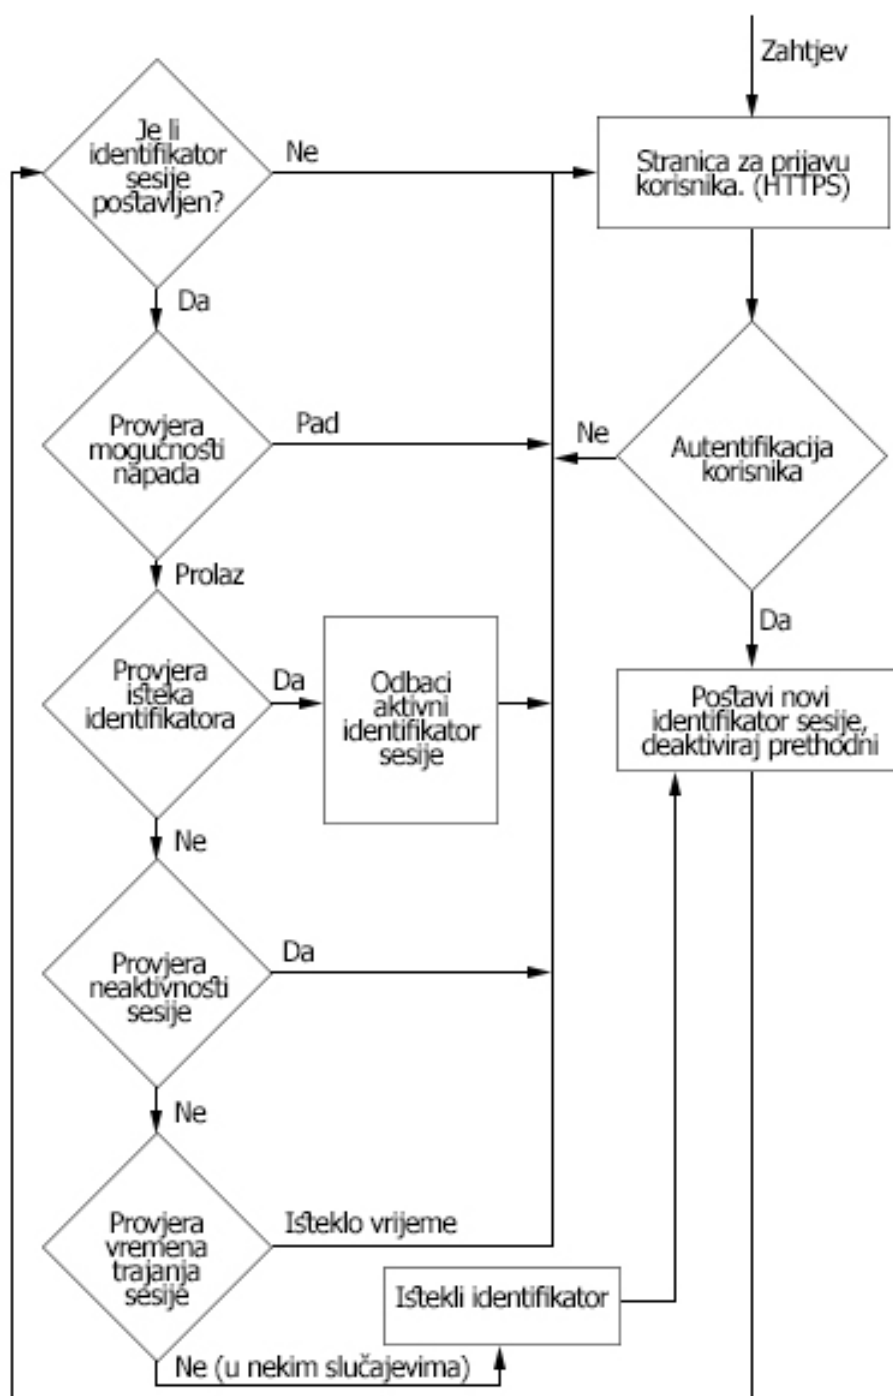 Zahtjev
Stranica za prijavu
korisnika. (HTTPS)
Je li
identifikator
sesije
postavljen?
Ne
Da
Provjera
mogućnosti
napada
Pad
Ne
Autentifikacija
korisnika
Prolaz
Da
Provjera
isteka
identifikatora
Da
Odbaci
aktivni
identifikator
sesije
Postavi novi
identifikator sesije,
deaktiviraj prethodni
Ne
Provjera
neaktivnosti
sesije
Da
Ne
Provjera
vremena
trajanja
sesije
Isteklo vrijeme
Istekli identifikator
Ne (u nekim slučajevima)